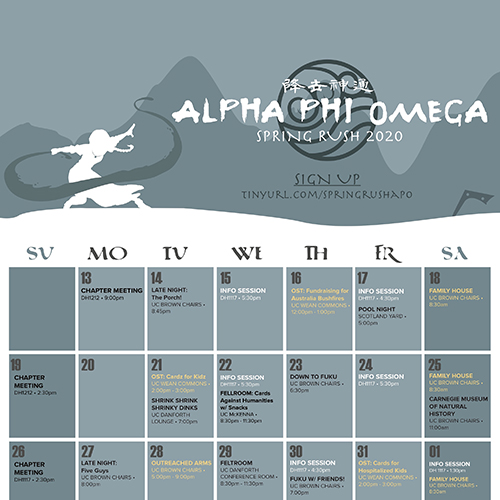 降去神通
ALPHA PHI OMEGA
SPRING RUSH 2020
SIGN UP
TINYURL.COM/SPRINGRUSHAPO
SU MO TU WE TH FR SA
13
CHAPTER MEETING
DH1212 • 9:00pm
14
LATE NIGHT:
The Porch!
UC BROWN CHAIRS •
8:45pm
15
INFO SESSION
DH1117 • 5:30pm
16
OST: Fundraising for
Australia Bushfires
UC WEAN COMMONS •
12:00pm - 1:00pm
17
INFO SESSION
DH1117 • 4:30pm
POOL NIGHT
SCOTLAND YARD •
5:00pm
18
FAMILY HOUSE
UC BROWN CHAIRS •
8:30am
19
CHAPTER
MEETING
DH1212 • 2:30pm
20
21
OST: Cards for Kids
UC WEAN COMMONS •
2:00pm - 3:00pm
SHRINK SHRINK
SHRINKY DINKS
UC DANFORTH
LOUNGE • 7:00pm
22
INFO SESSION
DH1117 • 5:30pm
FELLROOM: Cards
Against Humanities
w/ Snacks
UC McKENNA •
8:30pm - 11:30pm
23
DOWN TO FUKU
UC BROWN CHAIRS •
5:30pm
24
INFO SESSION
DH1117 • 5:30pm
25
FAMILY HOUSE
UC BROWN CHAIRS •
8:30am
CARNEGIE MUSEUM
OF NATURAL
HISTORY
UC BROWN CHAIRS •
11:00am
26
CHAPTER
MEETING
DH1212 • 2:30pm
27
LATE NIGHT:
Five Guys
UC BROWN CHAIRS •
8:00pm
28
OUTREACHED ARMS
UC BROWN CHAIRS •
5:00pm - 9:00pm
29
FELTROOM
UC DANFORTH
CONFERENCE ROOM •
8:30pm - 11:30pm
30
INFO SESSION
DH1117 • 4:30pm
FUKU W/ FRIENDS!
UC BROWN CHAIRS •
7:00pm
31
OST: Cards for
Hospitalized Kids
UC WEAN COMMONS •
3:00pm - 4:00pm
01
INFO SESSION
DH 1117 • 1:30pm
FAMILY HOUSE
UC BROWN CHAIRS •
8:30am